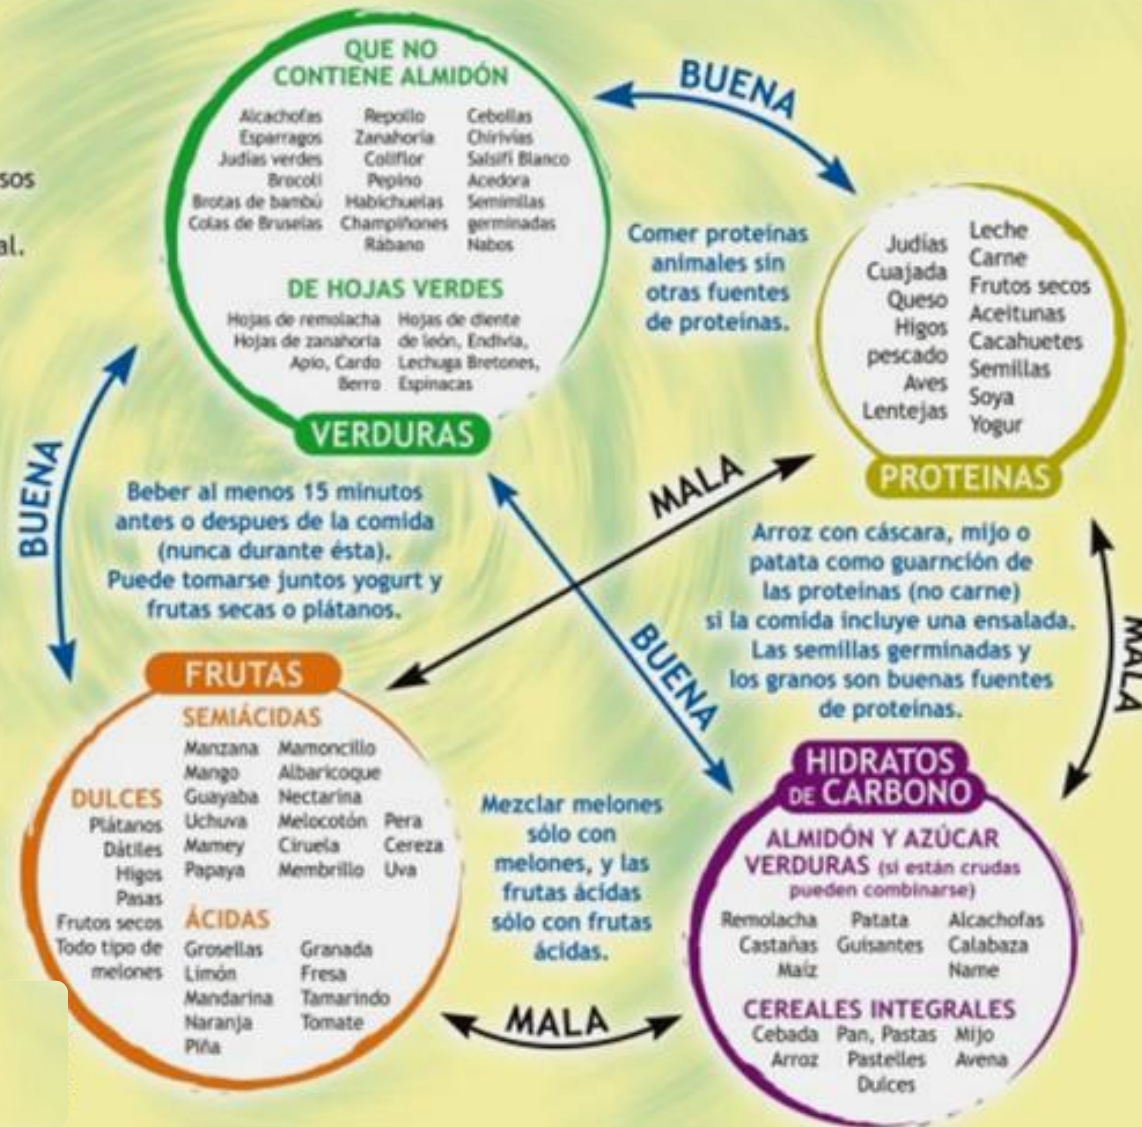 QUE NO
CONTIENE ALMIDÓN
Alcachofas Repollo Cebollas
Esparragos Zanahoria Chirivías
Judías verdes Coliflor Salsifí Blanco
Brocoli Pepino Acedora
Brotas de bambú Habichuelas Semimllas
Colas de Bruselas Champiñones germinadas
Rábano Nabos
DE HOJAS VERDES
Hojas de remolacha Hojas de diente
Hojas de zanahoria de león, Endivia,
Apio, Cardo Lechuga Bretones,
Berro Espinacas
VERDURAS
sos
al.
BUENA
Comer proteinas
animales sin
otras fuentes
de proteínas.
Judías Leche
Cuajada Carne
Queso Frutos secos
Higos Aceitunas
pescado Cacahuetes
Aves Semillas
Lentejas Soya
Yogur
PROTEINAS
BUENA
Beber al menos 15 minutos
antes o despues de la comida
(nunca durante ésta).
Puede tomarse juntos yogurt y
frutas secas o plátanos.
MALA
BUENA
Arroz con cáscara, mijo o
patata como guarnción de
las proteínas (no carne)
si la comida incluye una ensalada.
Las semillas germinadas y
los granos son buenas fuentes
de proteínas.
MALA
FRUTAS
SEMIÁCIDAS
Manzana Mamoncillo
Mango Albaricoque
Guayaba Nectarina
Uchuva Melocotón Pera
Mamey Ciruela Cereza
Papaya Membrillo Uva
DULCES
Plátanos
Dátiles
Higos
Pasas
Frutos secos
Todo tipo de
melones
ÁCIDAS
Grosellas Granada
Limón Fresa
Mandarina Tamarindo
Naranja Tomate
Piña
Mezclar melones
sólo con
melones, y las
frutas ácidas
sólo con frutas
ácidas.
MALA
HIDRATOS
DE CARBONO
ALMIDÓN Y AZÚCAR
VERDURAS (si están crudas
pueden combinarse)
Remolacha Patata Alcachofas
Castañas Guisantes Calabaza
Maíz Name
CEREALES INTEGRALES
Cebada Pan, Pastas Mijo
Arroz Pastelles Avena
Dulces